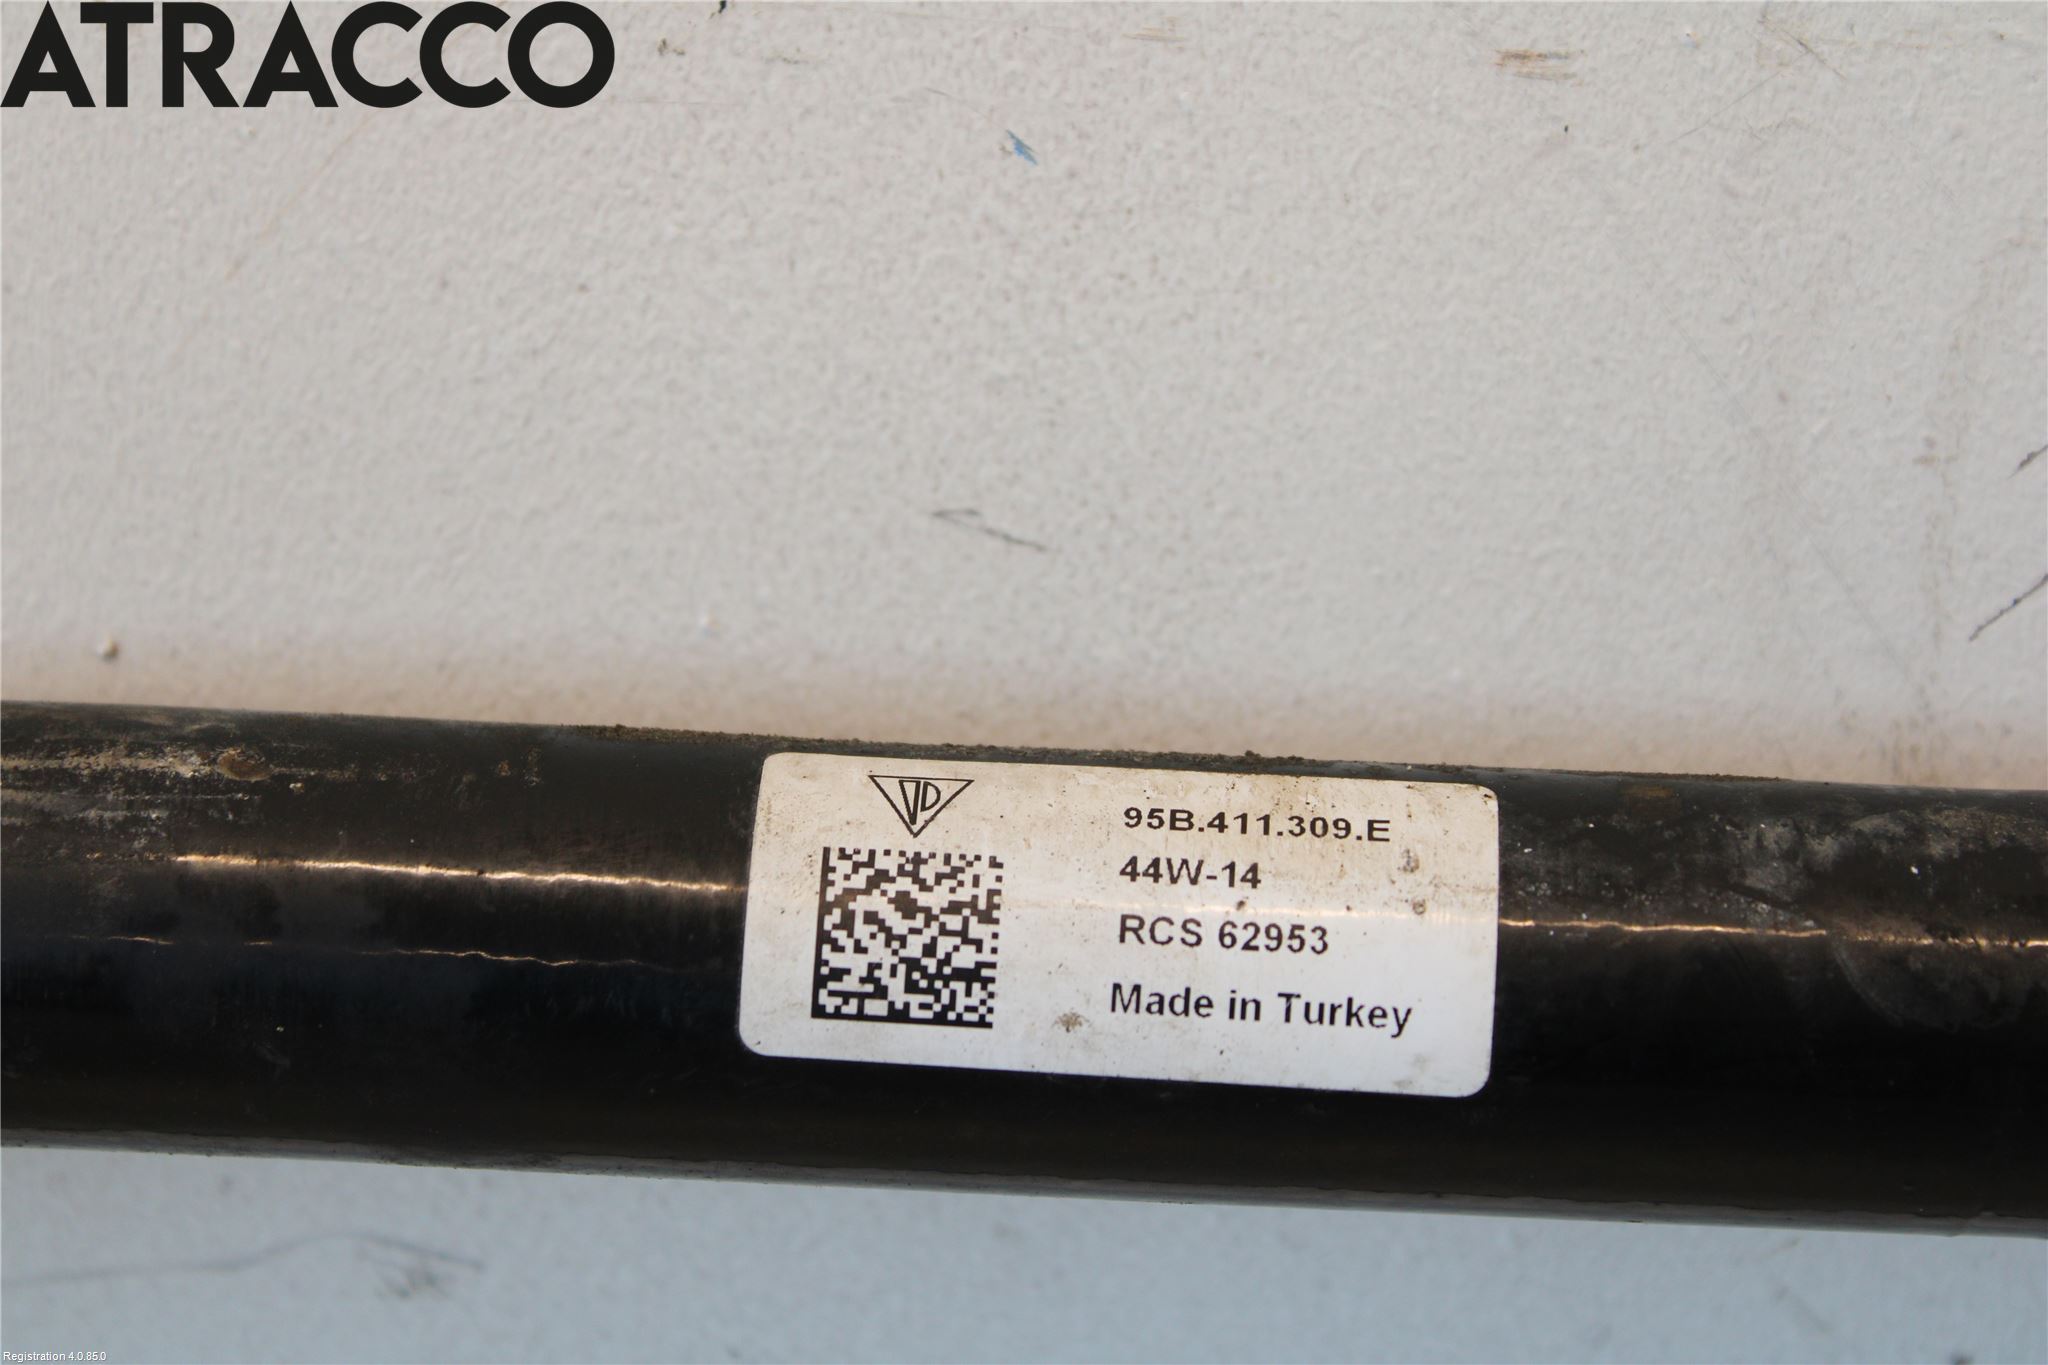 ATRACCO
95B.411.309.E
44W-14
RCS 62953
Made in Turkey
Registration 4.0.85.0